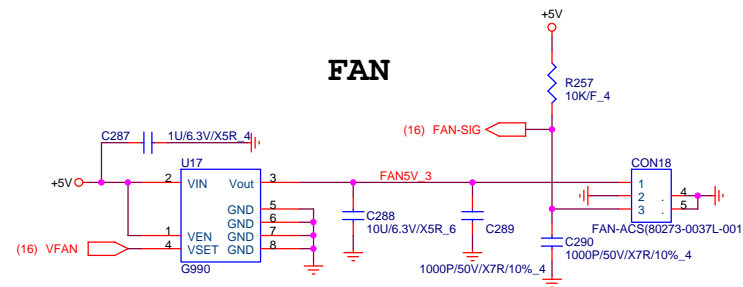 +5V
FAN
R257
10K/F_4
(16) FAN-SIG
C287
1U/6.3V/X5R_4
U17
CON18
+5V
2
VIN
Vout
3
FAN5V_3
1
2
.
4
3
.
5
GND
5
GND
6
1
VEN
GND
7
(16) VFAN
4
VSET
GND
8
G990
C288
10U/6.3V/X5R_6
C289
1000P/50V/X7R/10%_4
FAN-ACS(80273-0037L-001
C290
1000P/50V/X7R/10%_4